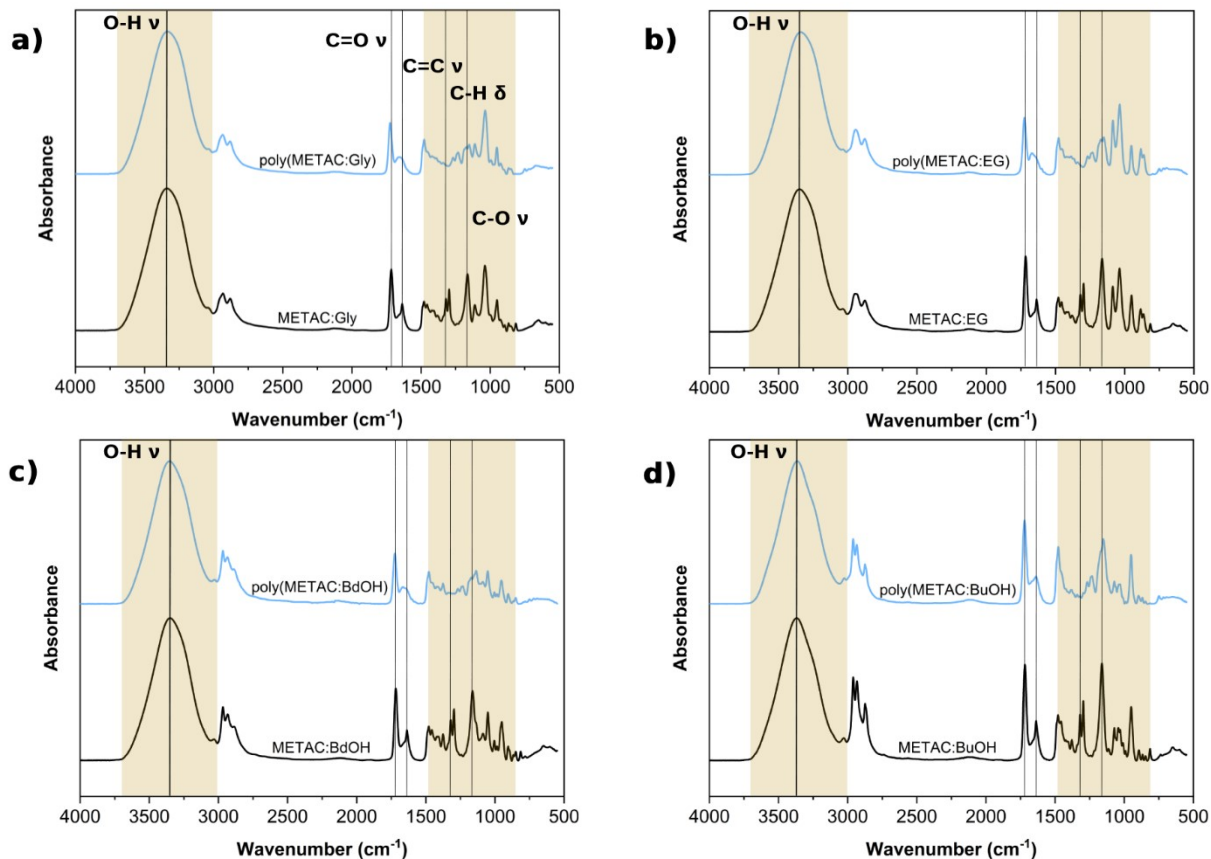 a)
O-H ν
C=O ν
C=C ν
C-H δ
poly(METAC:Gly)
C-O ν
METAC:Gly
Absorbance
4000 3500 3000 2500 2000 1500 1000 500
Wavenumber (cm⁻¹)
b)
O-H ν
poly(METAC:EG)
METAC:EG
Absorbance
4000 3500 3000 2500 2000 1500 1000 500
Wavenumber (cm⁻¹)
c)
O-H ν
poly(METAC:BdOH)
METAC:BdOH
Absorbance
4000 3500 3000 2500 2000 1500 1000 500
Wavenumber (cm⁻¹)
d)
O-H ν
poly(METAC:BuOH)
METAC:BuOH
Absorbance
4000 3500 3000 2500 2000 1500 1000 500
Wavenumber (cm⁻¹)